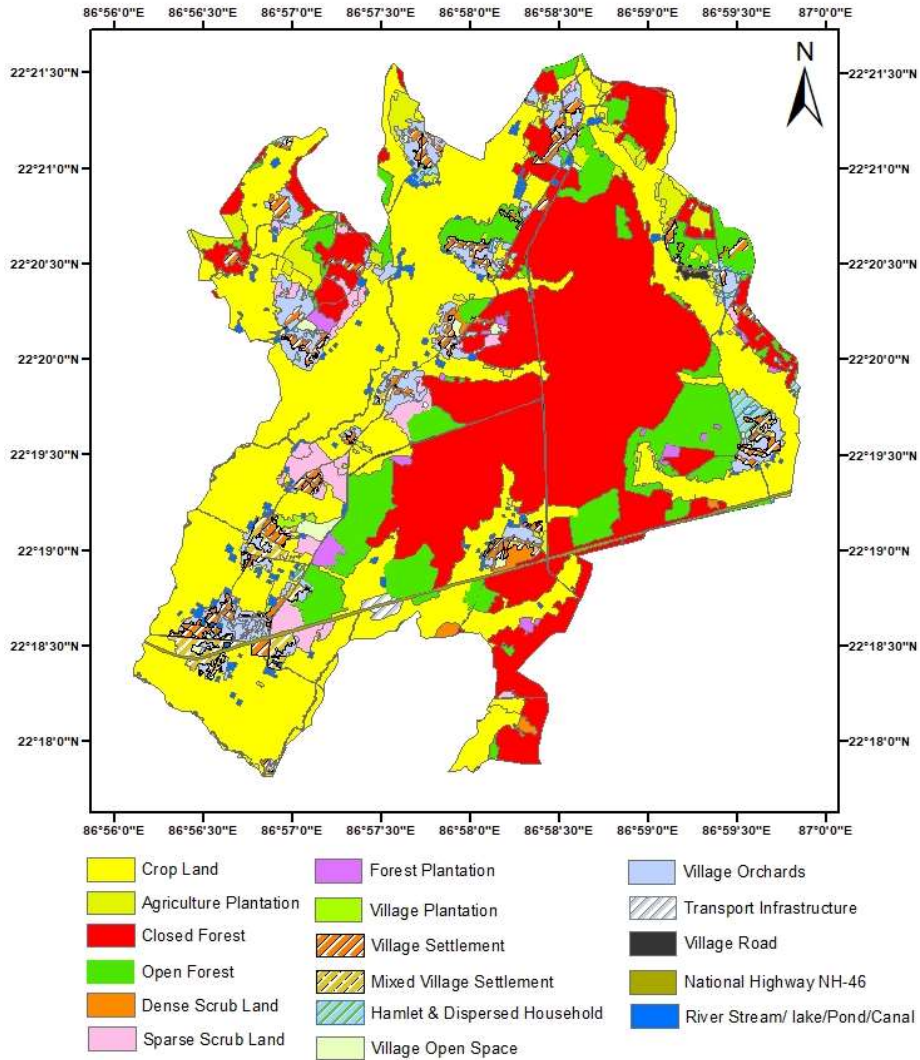 86°56'0"E 86°56'30"E 86°57'0"E 86°57'30"E 86°58'0"E 86°58'30"E 86°59'0"E 86°59'30"E 87°0'0"E
N
22°21'30"N 22°21'30"N
22°21'0"N 22°21'0"N
22°20'30"N 22°20'30"N
22°20'0"N 22°20'0"N
22°19'30"N 22°19'30"N
22°19'0"N 22°19'0"N
22°18'30"N 22°18'30"N
22°18'0"N 22°18'0"N
86°56'0"E 86°56'30"E 86°57'0"E 86°57'30"E 86°58'0"E 86°58'30"E 86°59'0"E 86°59'30"E 87°0'0"E
Crop Land
Agriculture Plantation
Closed Forest
Open Forest
Dense Scrub Land
Sparse Scrub Land
Forest Plantation
Village Plantation
Village Settlement
Mixed Village Settlement
Hamlet & Dispersed Household
Village Open Space
Village Orchards
Transport Infrastructure
Village Road
National Highway NH-46
River Stream/ lake/Pond/Canal